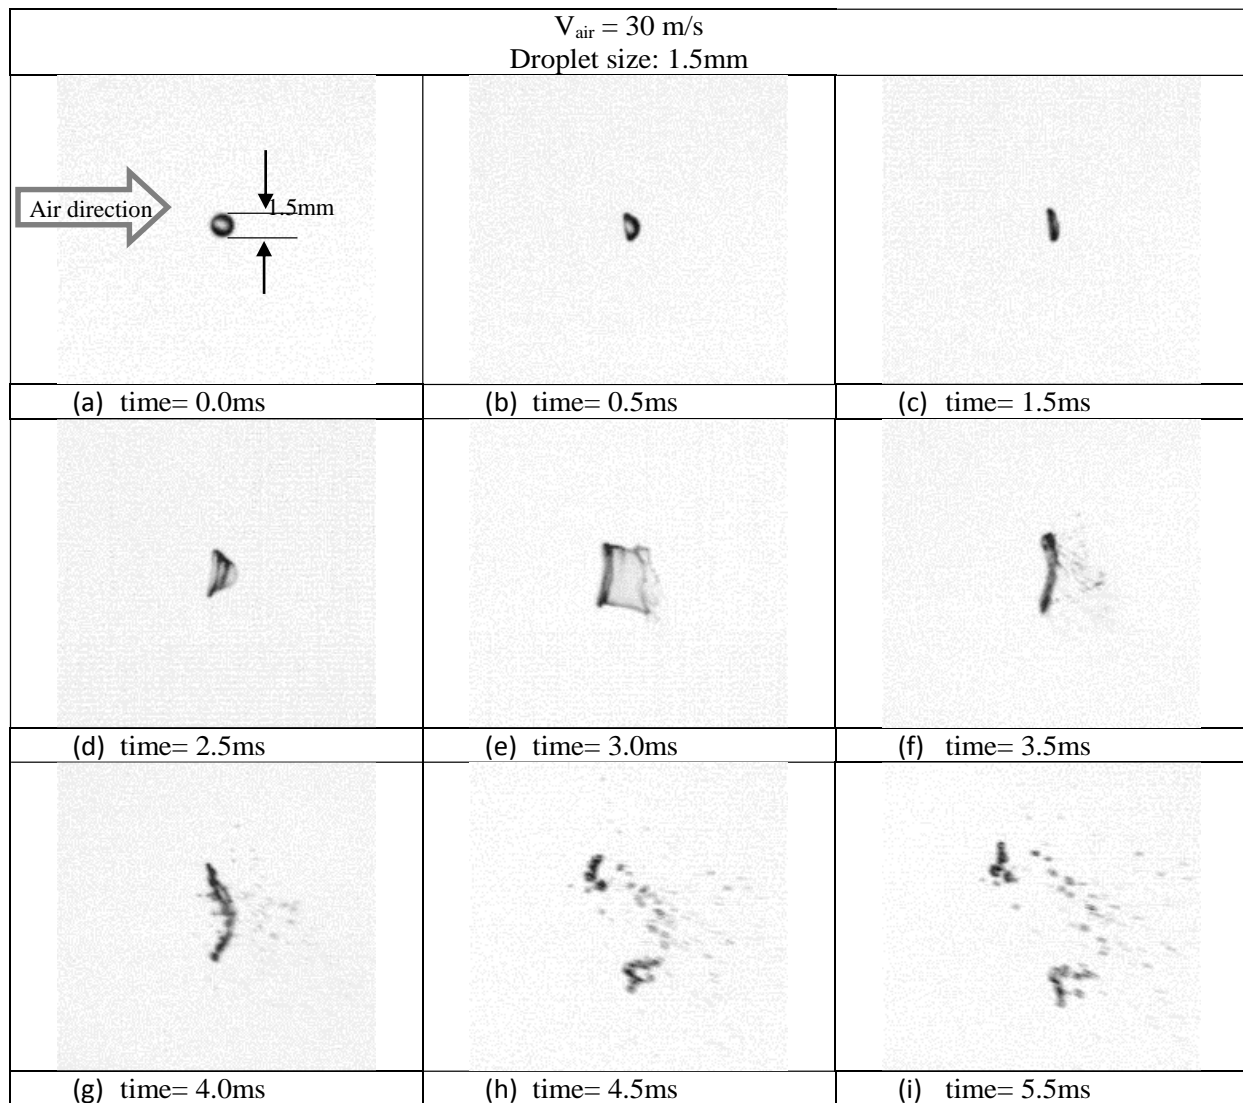 V_air = 30 m/s
Droplet size: 1.5mm
Air direction
1.5mm
(a) time= 0.0ms
(b) time= 0.5ms
(c) time= 1.5ms
(d) time= 2.5ms
(e) time= 3.0ms
(f) time= 3.5ms
(g) time= 4.0ms
(h) time= 4.5ms
(i) time= 5.5ms